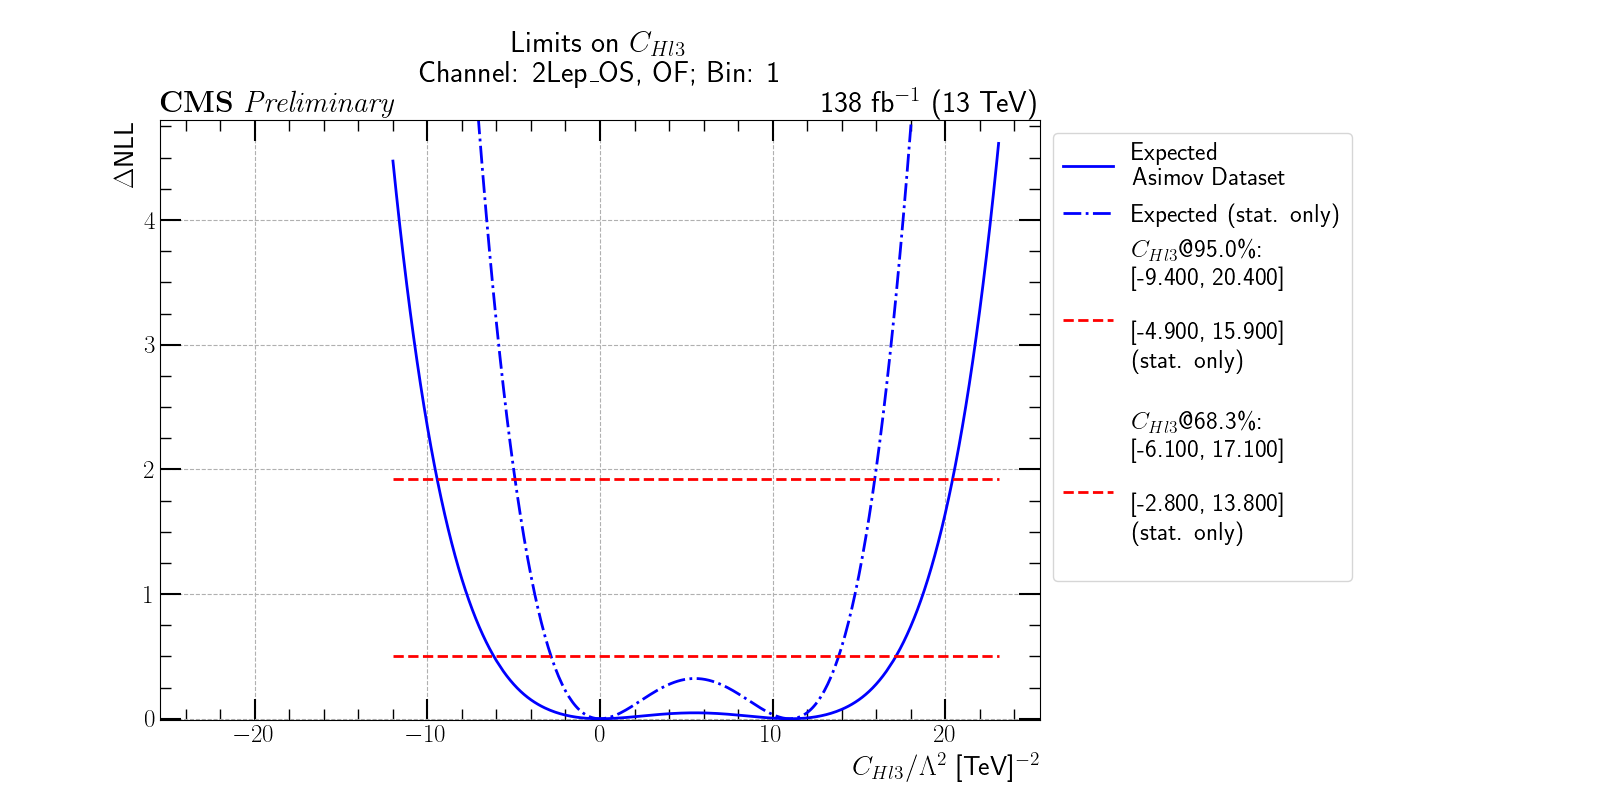 Limits on C_{Hl3}
Channel: 2Lep_OS, OF; Bin: 1
CMS Preliminary
138 fb^{−1} (13 TeV)
ΔNLL
4
3
2
1
0
−20
−10
0
10
20
C_{Hl3}/Λ^2 [TeV]^{−2}
Expected
Asimov Dataset
Expected (stat. only)
C_{Hl3}@95.0%:
[-9.400, 20.400]
[-4.900, 15.900]
(stat. only)
C_{Hl3}@68.3%:
[-6.100, 17.100]
[-2.800, 13.800]
(stat. only)